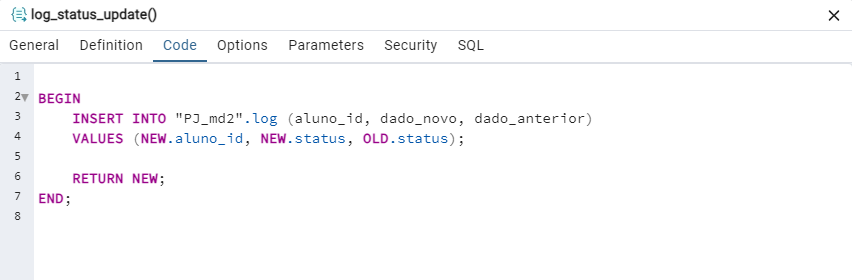 log_status_update()
General Definition Code Options Parameters Security SQL
1
2 BEGIN
3 INSERT INTO "PJ_md2".log (aluno_id, dado_novo, dado_anterior)
4 VALUES (NEW.aluno_id, NEW.status, OLD.status);
5
6 RETURN NEW;
7 END;
8